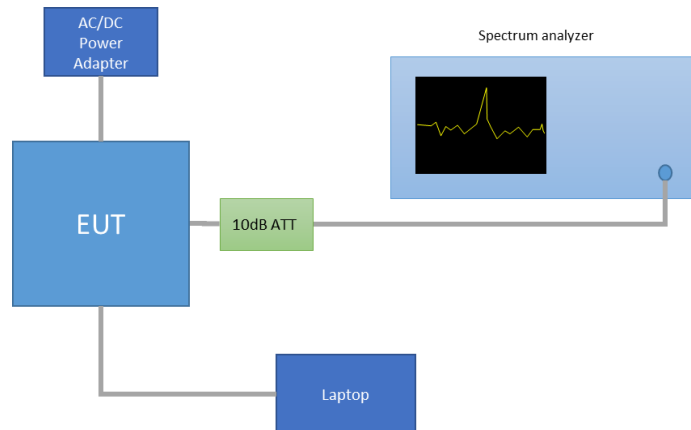 AC/DC
Power
Adapter
Spectrum analyzer
EUT
10dB ATT
Laptop